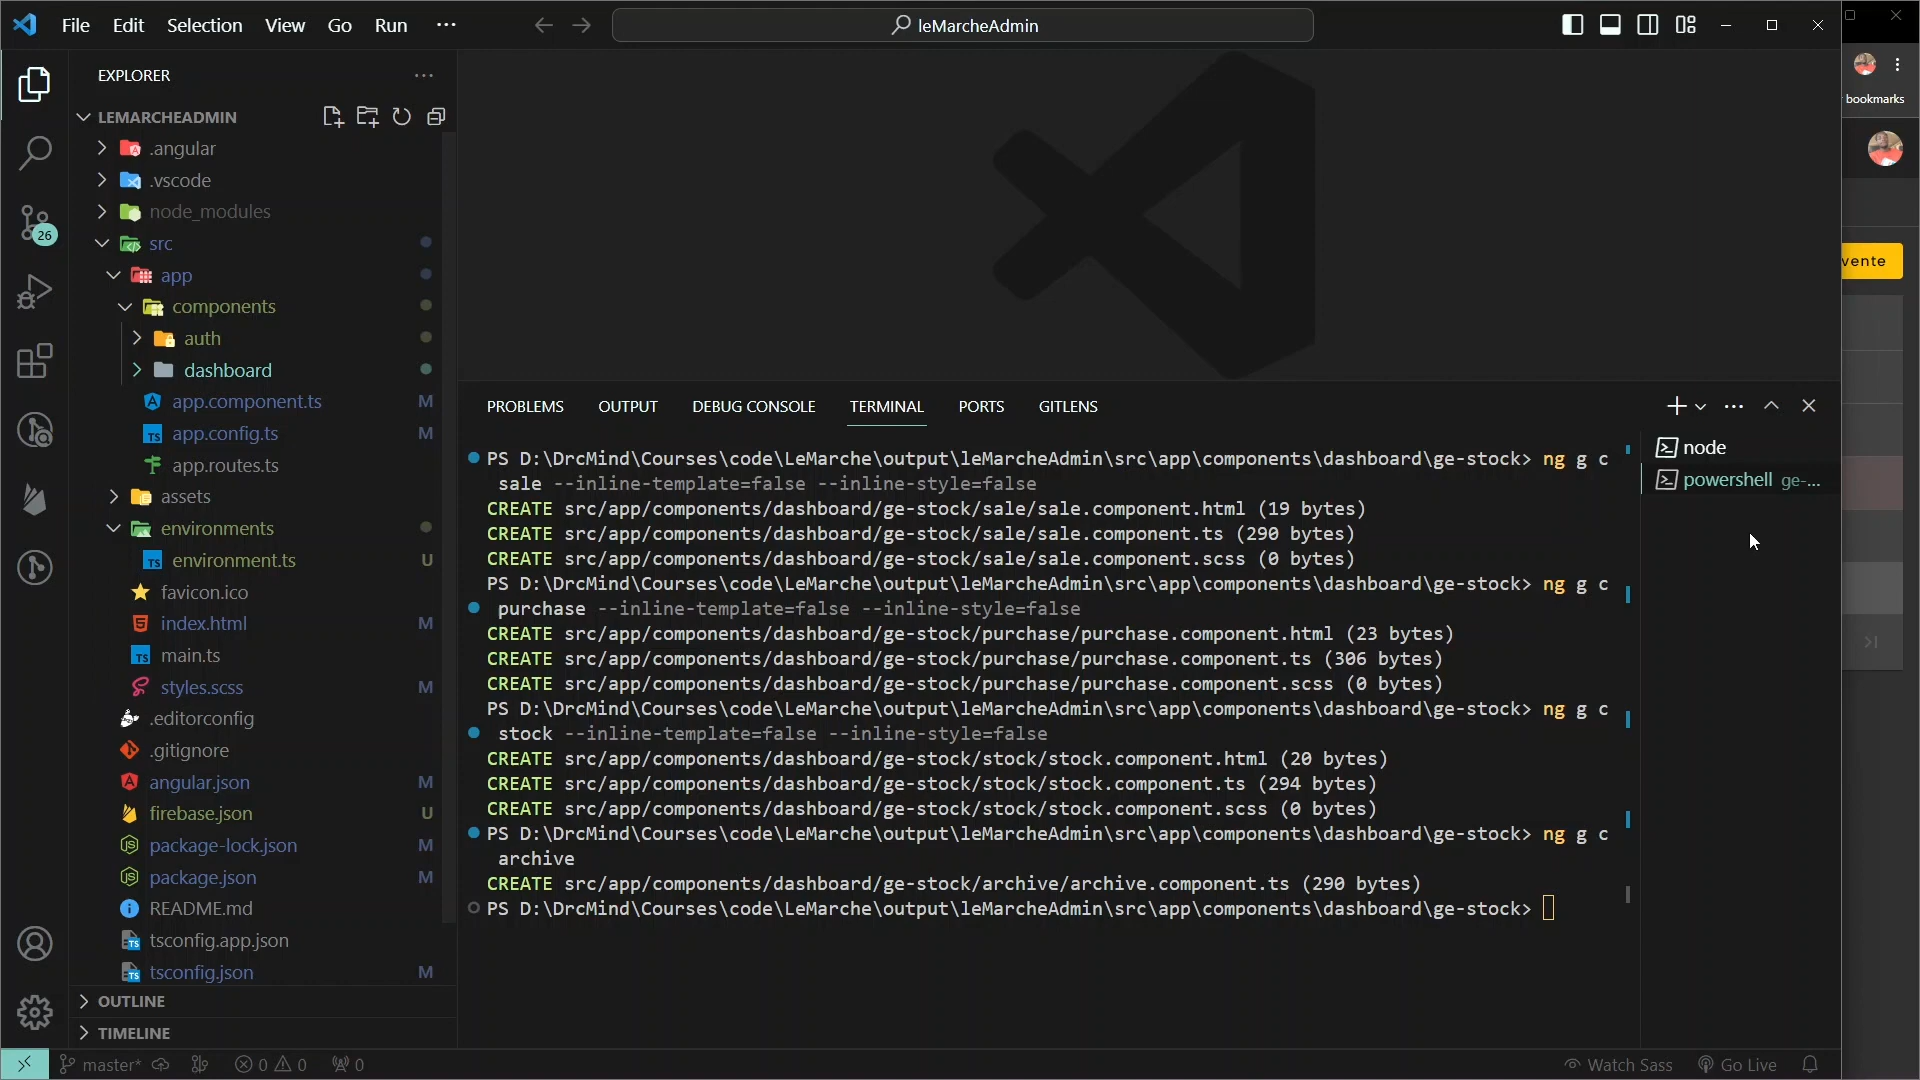 File Edit Selection View Go Run ···
leMarcheAdmin
bookmarks
vente
EXPLORER
LEMARCHEADMIN
.angular
.vscode
node_modules
src
app
components
auth
dashboard
app.component.ts M
app.config.ts M
app.routes.ts
assets
environments
environment.ts U
favicon.ico
index.html M
main.ts
styles.scss M
.editorconfig
.gitignore
angular.json M
firebase.json U
package-lock.json M
package.json M
README.md
tsconfig.app.json
tsconfig.json M
OUTLINE
TIMELINE
26
PROBLEMS OUTPUT DEBUG CONSOLE TERMINAL PORTS GITLENS
PS D:\DrcMind\Courses\code\LeMarche\output\leMarcheAdmin\src\app\components\dashboard\ge-stock> ng g c
sale --inline-template=false --inline-style=false
CREATE src/app/components/dashboard/ge-stock/sale/sale.component.html (19 bytes)
CREATE src/app/components/dashboard/ge-stock/sale/sale.component.ts (290 bytes)
CREATE src/app/components/dashboard/ge-stock/sale/sale.component.scss (0 bytes)
PS D:\DrcMind\Courses\code\LeMarche\output\leMarcheAdmin\src\app\components\dashboard\ge-stock> ng g c
purchase --inline-template=false --inline-style=false
CREATE src/app/components/dashboard/ge-stock/purchase/purchase.component.html (23 bytes)
CREATE src/app/components/dashboard/ge-stock/purchase/purchase.component.ts (306 bytes)
CREATE src/app/components/dashboard/ge-stock/purchase/purchase.component.scss (0 bytes)
PS D:\DrcMind\Courses\code\LeMarche\output\leMarcheAdmin\src\app\components\dashboard\ge-stock> ng g c
stock --inline-template=false --inline-style=false
CREATE src/app/components/dashboard/ge-stock/stock/stock.component.html (20 bytes)
CREATE src/app/components/dashboard/ge-stock/stock/stock.component.ts (294 bytes)
CREATE src/app/components/dashboard/ge-stock/stock/stock.component.scss (0 bytes)
PS D:\DrcMind\Courses\code\LeMarche\output\leMarcheAdmin\src\app\components\dashboard\ge-stock> ng g c
archive
CREATE src/app/components/dashboard/ge-stock/archive/archive.component.ts (290 bytes)
PS D:\DrcMind\Courses\code\LeMarche\output\leMarcheAdmin\src\app\components\dashboard\ge-stock>
node
powershell ge-...
master* 0 0 0
Watch Sass Go Live